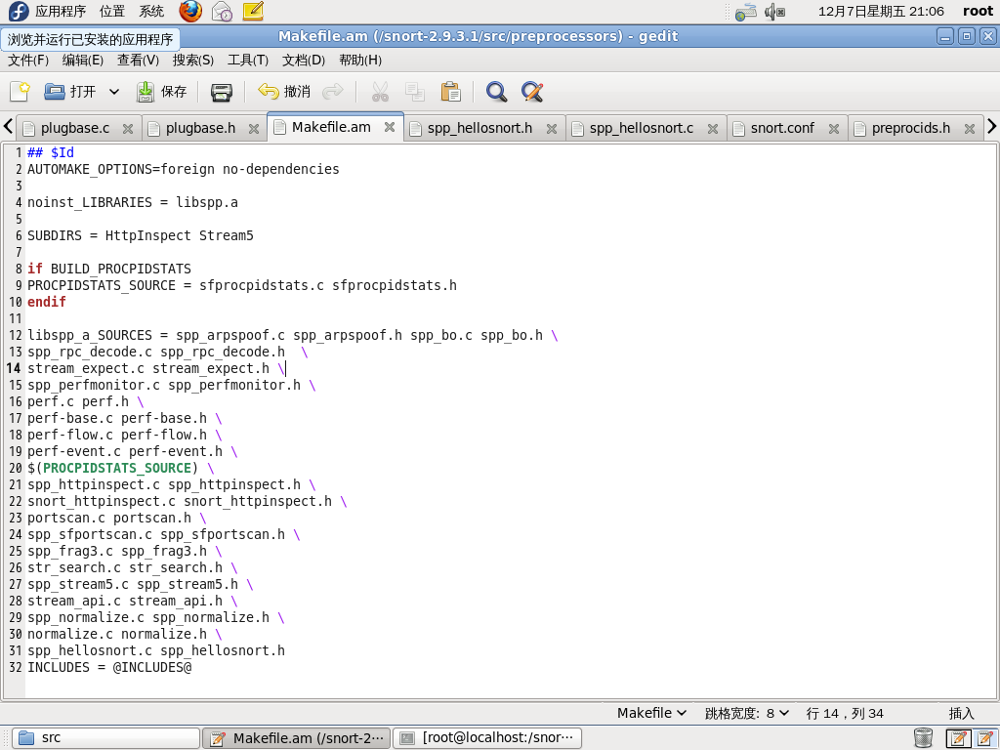 应用程序 位置 系统 12月7日星期五 21:06 root
浏览并运行已安装的应用程序 Makefile.am (/snort-2.9.3.1/src/preprocessors) - gedit
文件(F) 编辑(E) 查看(V) 搜索(S) 工具(T) 文档(D) 帮助(H)
打开 保存 撤消
plugbase.c plugbase.h Makefile.am spp_hellosnort.h spp_hellosnort.c snort.conf preprocids.h
1 ## $Id
2 AUTOMAKE_OPTIONS=foreign no-dependencies
3
4 noinst_LIBRARIES = libspp.a
5
6 SUBDIRS = HttpInspect Stream5
7
8 if BUILD_PROCPIDSTATS
9 PROCPIDSTATS_SOURCE = sfprocpidstats.c sfprocpidstats.h
10 endif
11
12 libspp_a_SOURCES = spp_arpspoof.c spp_arpspoof.h spp_bo.c spp_bo.h \
13 spp_rpc_decode.c spp_rpc_decode.h  \
14 stream_expect.c stream_expect.h \
15 spp_perfmonitor.c spp_perfmonitor.h \
16 perf.c perf.h \
17 perf-base.c perf-base.h \
18 perf-flow.c perf-flow.h \
19 perf-event.c perf-event.h \
20 $(PROCPIDSTATS_SOURCE) \
21 spp_httpinspect.c spp_httpinspect.h \
22 snort_httpinspect.c snort_httpinspect.h \
23 portscan.c portscan.h \
24 spp_sfportscan.c spp_sfportscan.h \
25 spp_frag3.c spp_frag3.h \
26 str_search.c str_search.h \
27 spp_stream5.c spp_stream5.h \
28 stream_api.c stream_api.h \
29 spp_normalize.c spp_normalize.h \
30 normalize.c normalize.h \
31 spp_hellosnort.c spp_hellosnort.h
32 INCLUDES = @INCLUDES@
Makefile 跳格宽度: 8 行 14，列 34 插入
src Makefile.am (/snort-2··· [root@localhost:/snor···